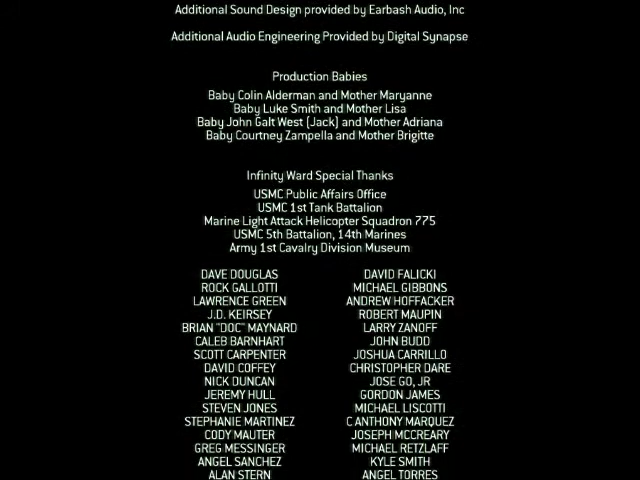 Additional Sound Design provided by Earbash Audio, Inc
Additional Audio Engineering Provided by Digital Synapse
Production Babies
Baby Colin Alderman and Mother Maryanne
Baby Luke Smith and Mother Lisa
Baby John Galt West (Jack) and Mother Adriana
Baby Courtney Zampella and Mother Brigitte
Infinity Ward Special Thanks
USMC Public Affairs Office
USMC 1st Tank Battalion
Marine Light Attack Helicopter Squadron 775
USMC 5th Battalion, 14th Marines
Army 1st Cavalry Division Museum
DAVE DOUGLAS DAVID FALICKI
ROCK GALLOTTI MICHAEL GIBBONS
LAWRENCE GREEN ANDREW HOFFACKER
J.D. KEIRSEY ROBERT MAUPIN
BRIAN "DOC" MAYNARD LARRY ZANOFF
CALEB BARNHART JOHN BUDD
SCOTT CARPENTER JOSHUA CARRILLO
DAVID COFFEY CHRISTOPHER DARE
NICK DUNCAN JOSE GO, JR
JEREMY HULL GORDON JAMES
STEVEN JONES MICHAEL LISCOTTI
STEPHANIE MARTINEZ C ANTHONY MARQUEZ
CODY MAUTER JOSEPH MCCREARY
GREG MESSINGER MICHAEL RETZLAFF
ANGEL SANCHEZ KYLE SMITH
ALAN STERN ANGEL TORRES